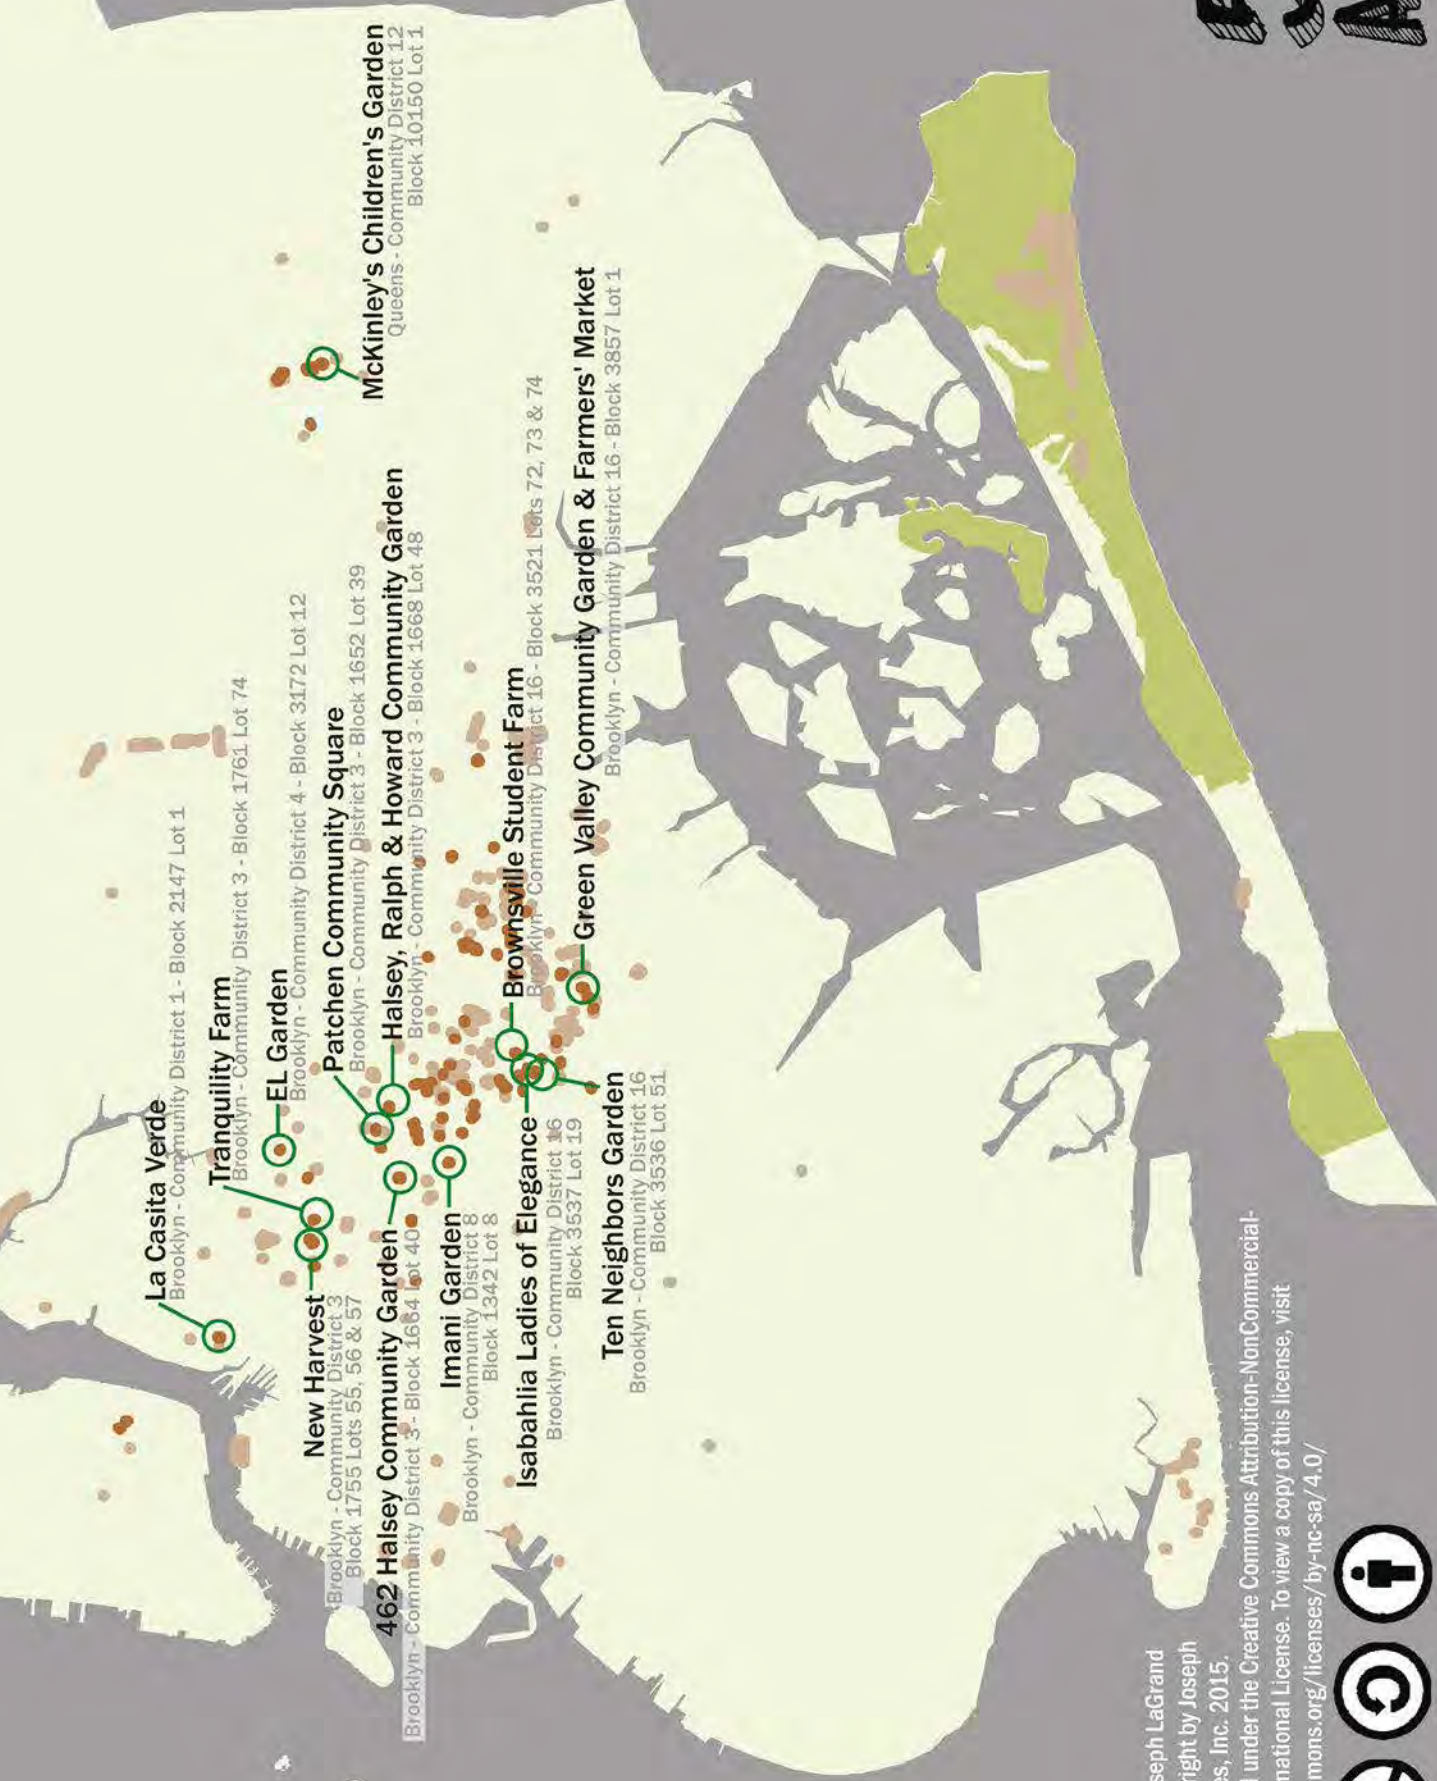 McKinley's Children's Garden
Queens - Community District 12
Block 10150 Lot 1
La Casita Verde
Brooklyn - Community District 1 - Block 2147 Lot 1
Tranquility Farm
Brooklyn - Community District 3 - Block 1761 Lot 74
EL Garden
Brooklyn - Community District 4 - Block 3172 Lot 12
Patchen Community Square
Brooklyn - Community District 3 - Block 1652 Lot 39
Halsey, Ralph & Howard Community Garden
Brooklyn - Community District 3 - Block 1668 Lot 48
Brownsville Student Farm
Brooklyn - Community District 16 - Block 3521 Lots 72, 73 & 74
Green Valley Community Garden & Farmers' Market
Brooklyn - Community District 16 - Block 3857 Lot 1
New Harvest
Brooklyn - Community District 3
Block 1755 Lots 55, 56 & 57
462 Halsey Community Garden
Brooklyn - Community District 3 - Block 1664 Lot 40
Imani Garden
Brooklyn - Community District 8
Block 1342 Lot 8
Isabahlia Ladies of Elegance
Brooklyn - Community District 16
Block 3537 Lot 19
Ten Neighbors Garden
Brooklyn - Community District 16
Block 3536 Lot 51
seph LaGrand
right by Joseph
es, Inc. 2015.
under the Creative Commons Attribution-NonCommercial-
national License. To view a copy of this license, visit
mons.org/licenses/by-nc-sa/4.0/